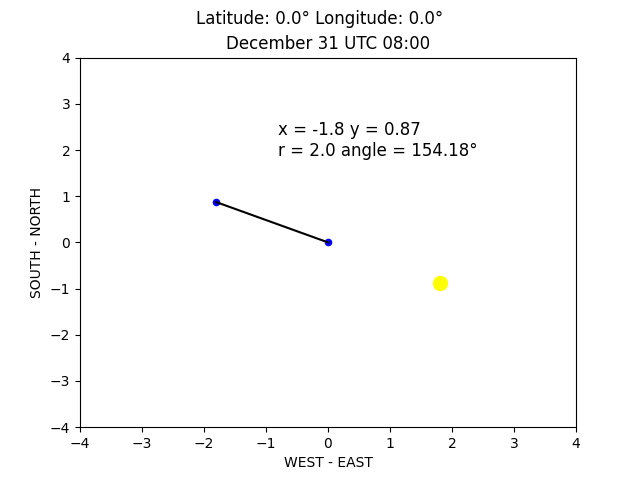 Latitude: 0.0° Longitude: 0.0°
December 31 UTC 08:00
x = -1.8 y = 0.87
r = 2.0 angle = 154.18°
4
3
2
1
0
−1
−2
−3
−4
SOUTH - NORTH
−4 −3 −2 −1 0 1 2 3 4
WEST - EAST